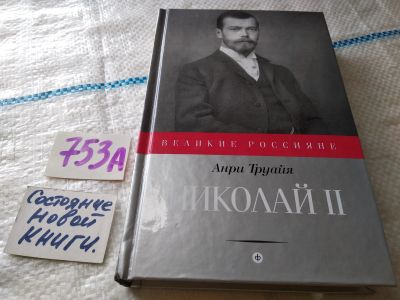 ВЕЛИКИЕ РОССИЯНЕ
Анри Труайя
НИКОЛАЙ II
753А
Состояние
новой
книги.